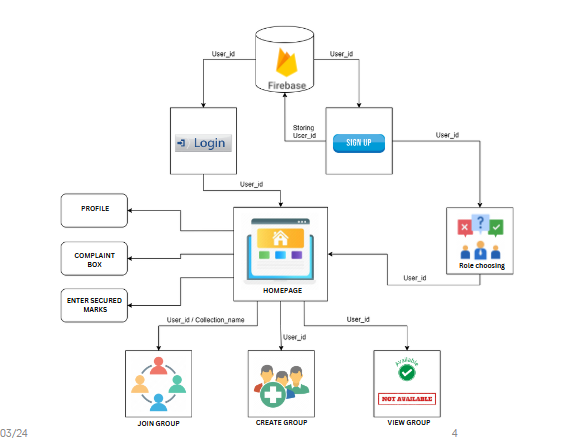 User_id
User_id
Firebase
Storing
User_id
Login
SIGN UP
User_id
User_id
PROFILE
Role choosing
COMPLAINT
BOX
User_id
HOMEPAGE
ENTER SECURED
MARKS
User_id / Collection_name
User_id
User_id
Available
NOT AVAILABLE
JOIN GROUP
CREATE GROUP
VIEW GROUP
03/24
4